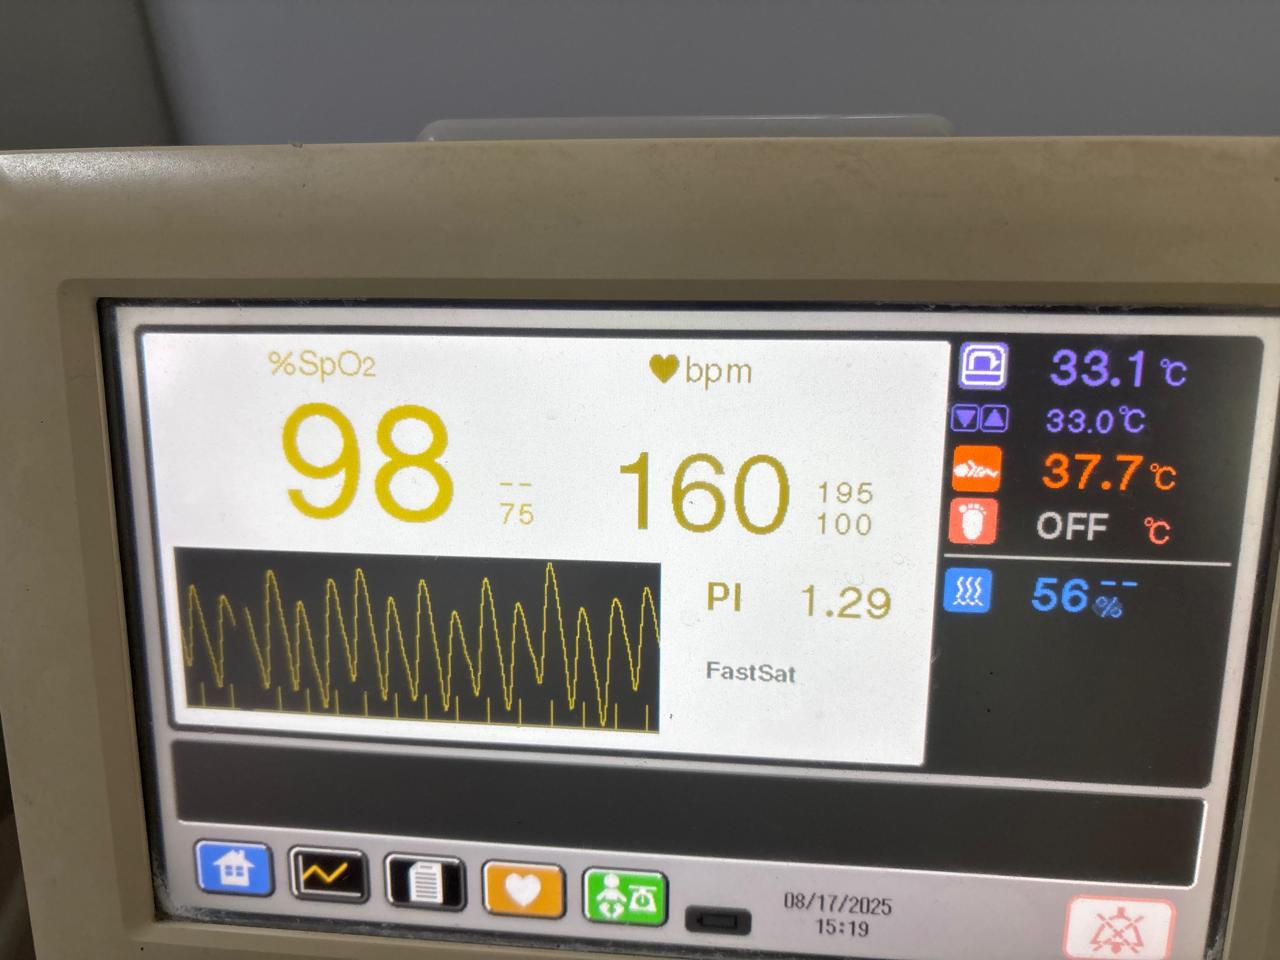 %SpO2
98
--
75
bpm
160
195
100
PI 1.29
FastSat
33.1 ℃
33.0℃
37.7 ℃
OFF ℃
56 %
--
08/17/2025
15:19